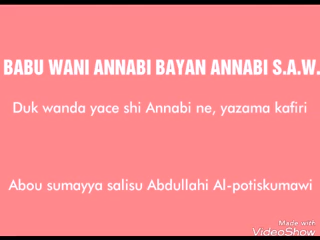 BABU WANI ANNABI BAYAN ANNABI S.A.W.
Duk wanda yace shi Annabi ne, yazama kafiri
Abou sumayya salisu Abdullahi Al-potiskumawi
Made with
VideoShow